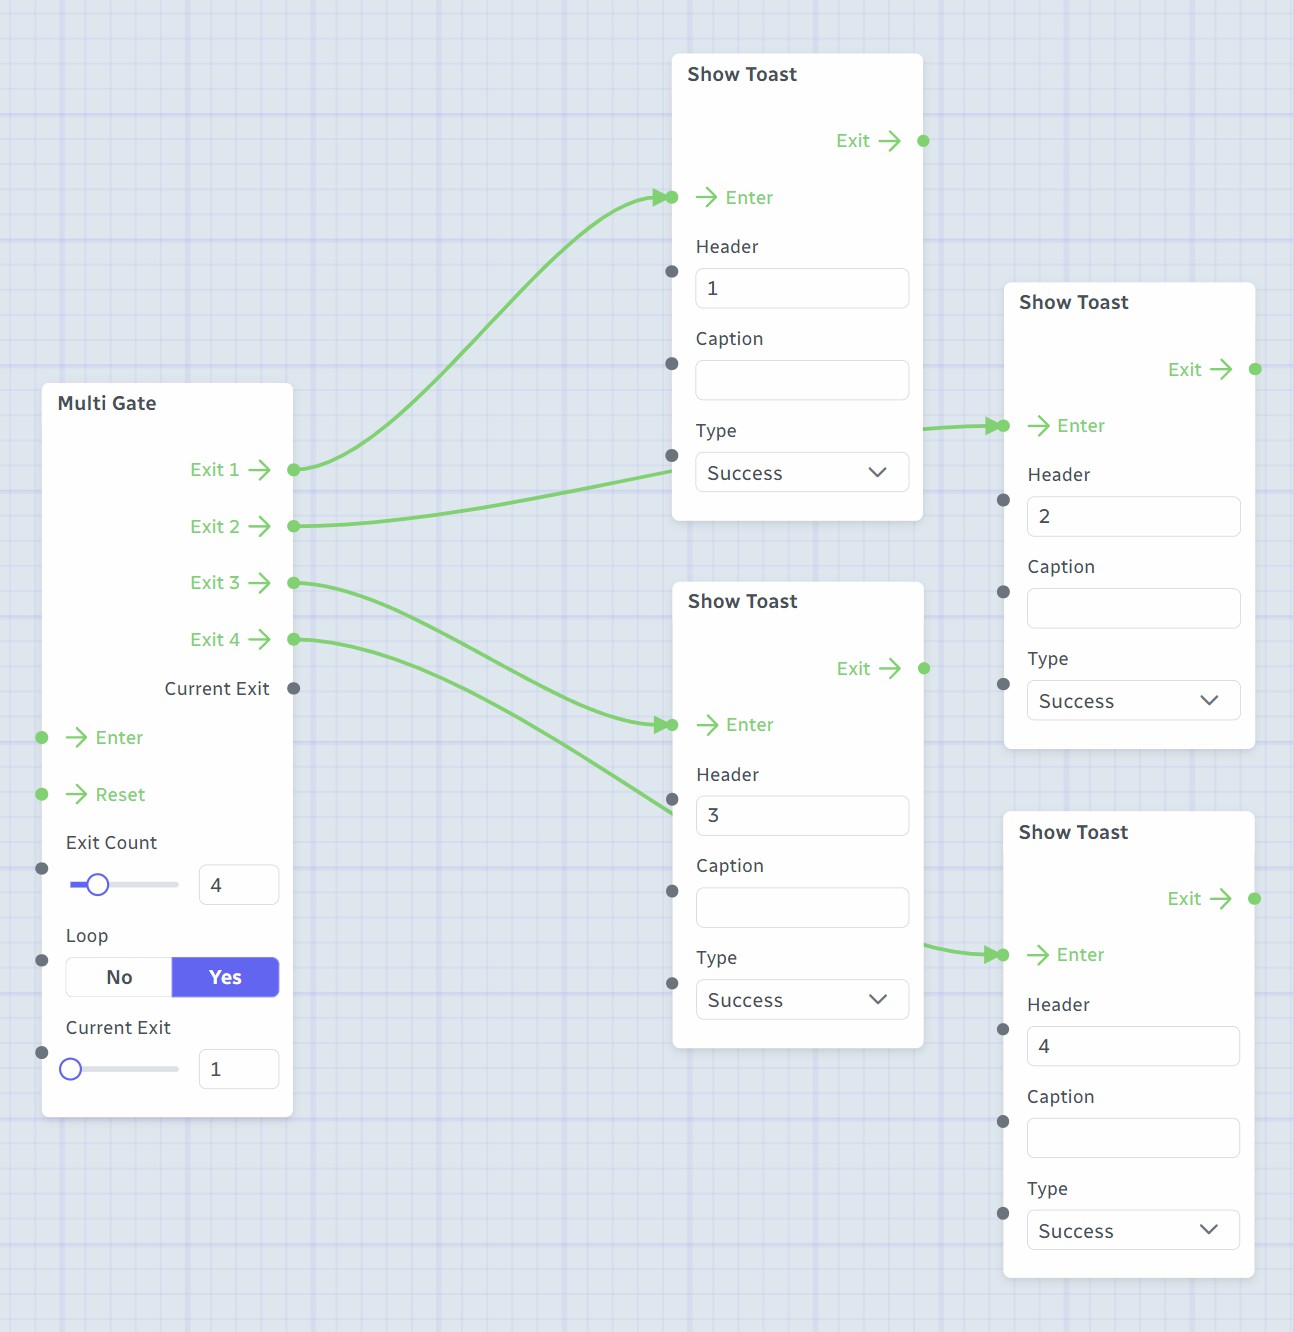 Multi Gate
Exit 1
Exit 2
Exit 3
Exit 4
Current Exit
Enter
Reset
Exit Count
4
Loop
No Yes
Current Exit
1
Show Toast
Exit
Enter
Header
1
Caption
Type
Success
Show Toast
Exit
Enter
Header
2
Caption
Type
Success
Show Toast
Exit
Enter
Header
3
Caption
Type
Success
Show Toast
Exit
Enter
Header
4
Caption
Type
Success